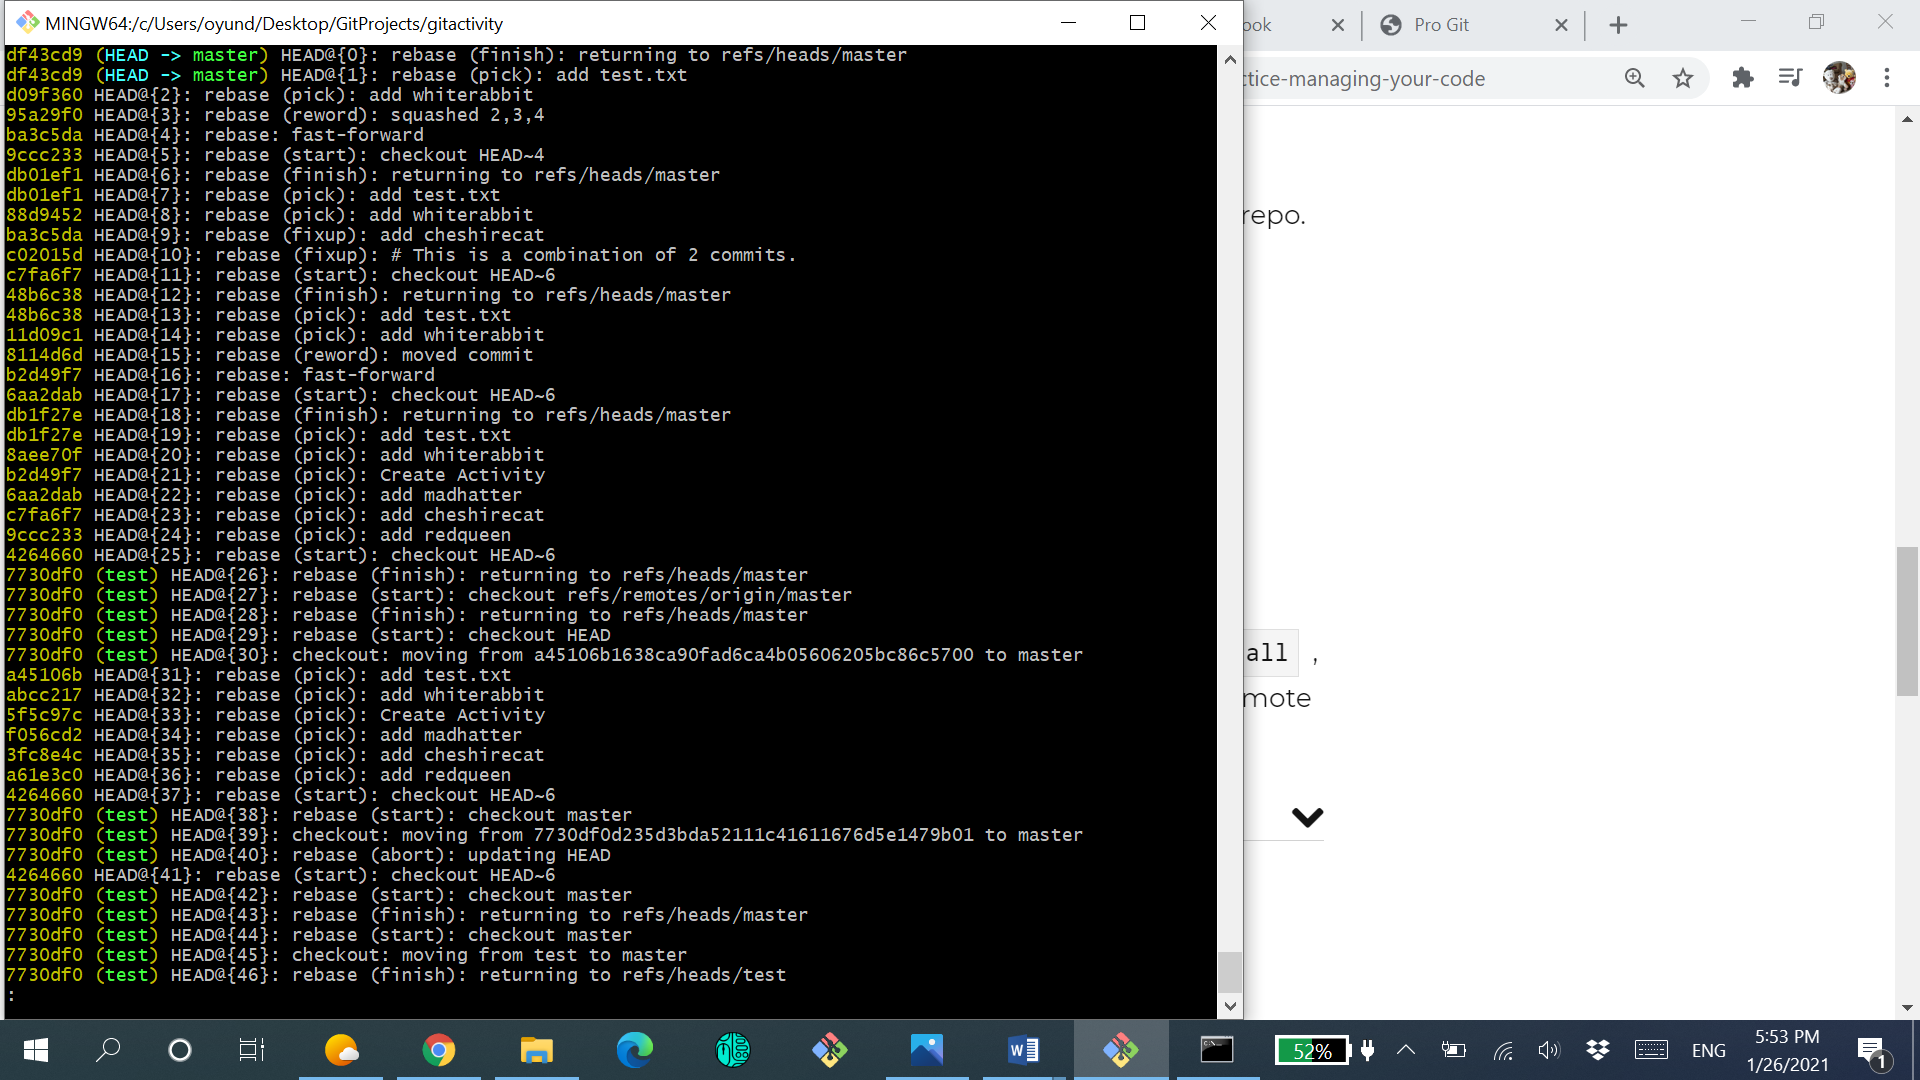 MINGW64:/c/Users/oyund/Desktop/GitProjects/gitactivity
df43cd9 (HEAD -> master) HEAD@{0}: rebase (finish): returning to refs/heads/master
df43cd9 (HEAD -> master) HEAD@{1}: rebase (pick): add test.txt
d09f360 HEAD@{2}: rebase (pick): add whiterabbit
95a29f0 HEAD@{3}: rebase (reword): squashed 2,3,4
ba3c5da HEAD@{4}: rebase: fast-forward
9ccc233 HEAD@{5}: rebase (start): checkout HEAD~4
db01ef1 HEAD@{6}: rebase (finish): returning to refs/heads/master
db01ef1 HEAD@{7}: rebase (pick): add test.txt
88d9452 HEAD@{8}: rebase (pick): add whiterabbit
ba3c5da HEAD@{9}: rebase (fixup): add cheshirecat
c02015d HEAD@{10}: rebase (fixup): # This is a combination of 2 commits.
c7fa6f7 HEAD@{11}: rebase (start): checkout HEAD~6
48b6c38 HEAD@{12}: rebase (finish): returning to refs/heads/master
48b6c38 HEAD@{13}: rebase (pick): add test.txt
11d09c1 HEAD@{14}: rebase (pick): add whiterabbit
8114d6d HEAD@{15}: rebase (reword): moved commit
b2d49f7 HEAD@{16}: rebase: fast-forward
6aa2dab HEAD@{17}: rebase (start): checkout HEAD~6
db1f27e HEAD@{18}: rebase (finish): returning to refs/heads/master
db1f27e HEAD@{19}: rebase (pick): add test.txt
8aee70f HEAD@{20}: rebase (pick): add whiterabbit
b2d49f7 HEAD@{21}: rebase (pick): Create Activity
6aa2dab HEAD@{22}: rebase (pick): add madhatter
c7fa6f7 HEAD@{23}: rebase (pick): add cheshirecat
9ccc233 HEAD@{24}: rebase (pick): add redqueen
4264660 HEAD@{25}: rebase (start): checkout HEAD~6
7730df0 (test) HEAD@{26}: rebase (finish): returning to refs/heads/master
7730df0 (test) HEAD@{27}: rebase (start): checkout refs/remotes/origin/master
7730df0 (test) HEAD@{28}: rebase (finish): returning to refs/heads/master
7730df0 (test) HEAD@{29}: rebase (start): checkout HEAD
7730df0 (test) HEAD@{30}: checkout: moving from a45106b1638ca90fad6ca4b05606205bc86c5700 to master
a45106b HEAD@{31}: rebase (pick): add test.txt
abcc217 HEAD@{32}: rebase (pick): add whiterabbit
5f5c97c HEAD@{33}: rebase (pick): Create Activity
f056cd2 HEAD@{34}: rebase (pick): add madhatter
3fc8e4c HEAD@{35}: rebase (pick): add cheshirecat
a61e3c0 HEAD@{36}: rebase (pick): add redqueen
4264660 HEAD@{37}: rebase (start): checkout HEAD~6
7730df0 (test) HEAD@{38}: rebase (start): checkout master
7730df0 (test) HEAD@{39}: checkout: moving from 7730df0d235d3bda52111c41611676d5e1479b01 to master
7730df0 (test) HEAD@{40}: rebase (abort): updating HEAD
4264660 HEAD@{41}: rebase (start): checkout HEAD~6
7730df0 (test) HEAD@{42}: rebase (start): checkout master
7730df0 (test) HEAD@{43}: rebase (finish): returning to refs/heads/master
7730df0 (test) HEAD@{44}: rebase (start): checkout master
7730df0 (test) HEAD@{45}: checkout: moving from test to master
7730df0 (test) HEAD@{46}: rebase (finish): returning to refs/heads/test
:
ook
Pro Git
ctice-managing-your-code
repo.
all ,
mote
52%
ENG
5:53 PM
1/26/2021
1